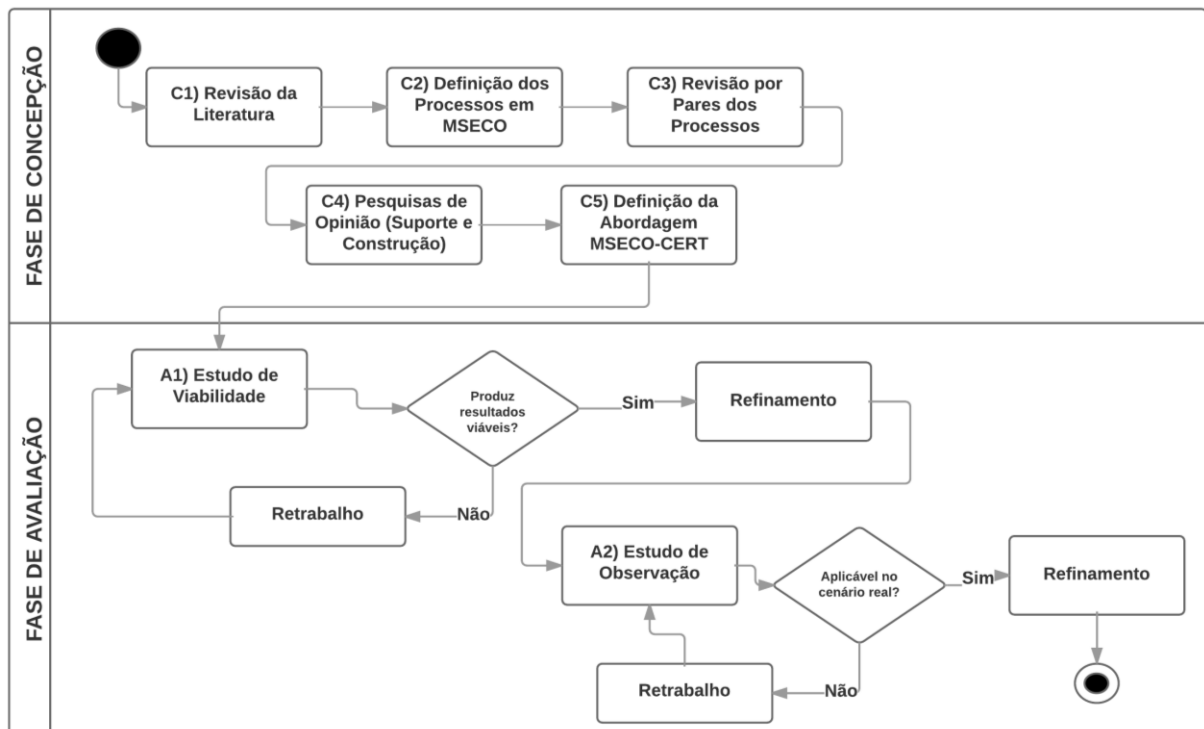 FASE DE CONCEPÇÃO
C1) Revisão da
Literatura
C2) Definição dos
Processos em
MSECO
C3) Revisão por
Pares dos
Processos
C4) Pesquisas de
Opinião (Suporte e
Construção)
C5) Definição da
Abordagem
MSECO-CERT
FASE DE AVALIAÇÃO
A1) Estudo de
Viabilidade
Produz
resultados
viáveis?
Sim
Refinamento
Não
Retrabalho
A2) Estudo de
Observação
Aplicável no
cenário real?
Sim
Refinamento
Não
Retrabalho